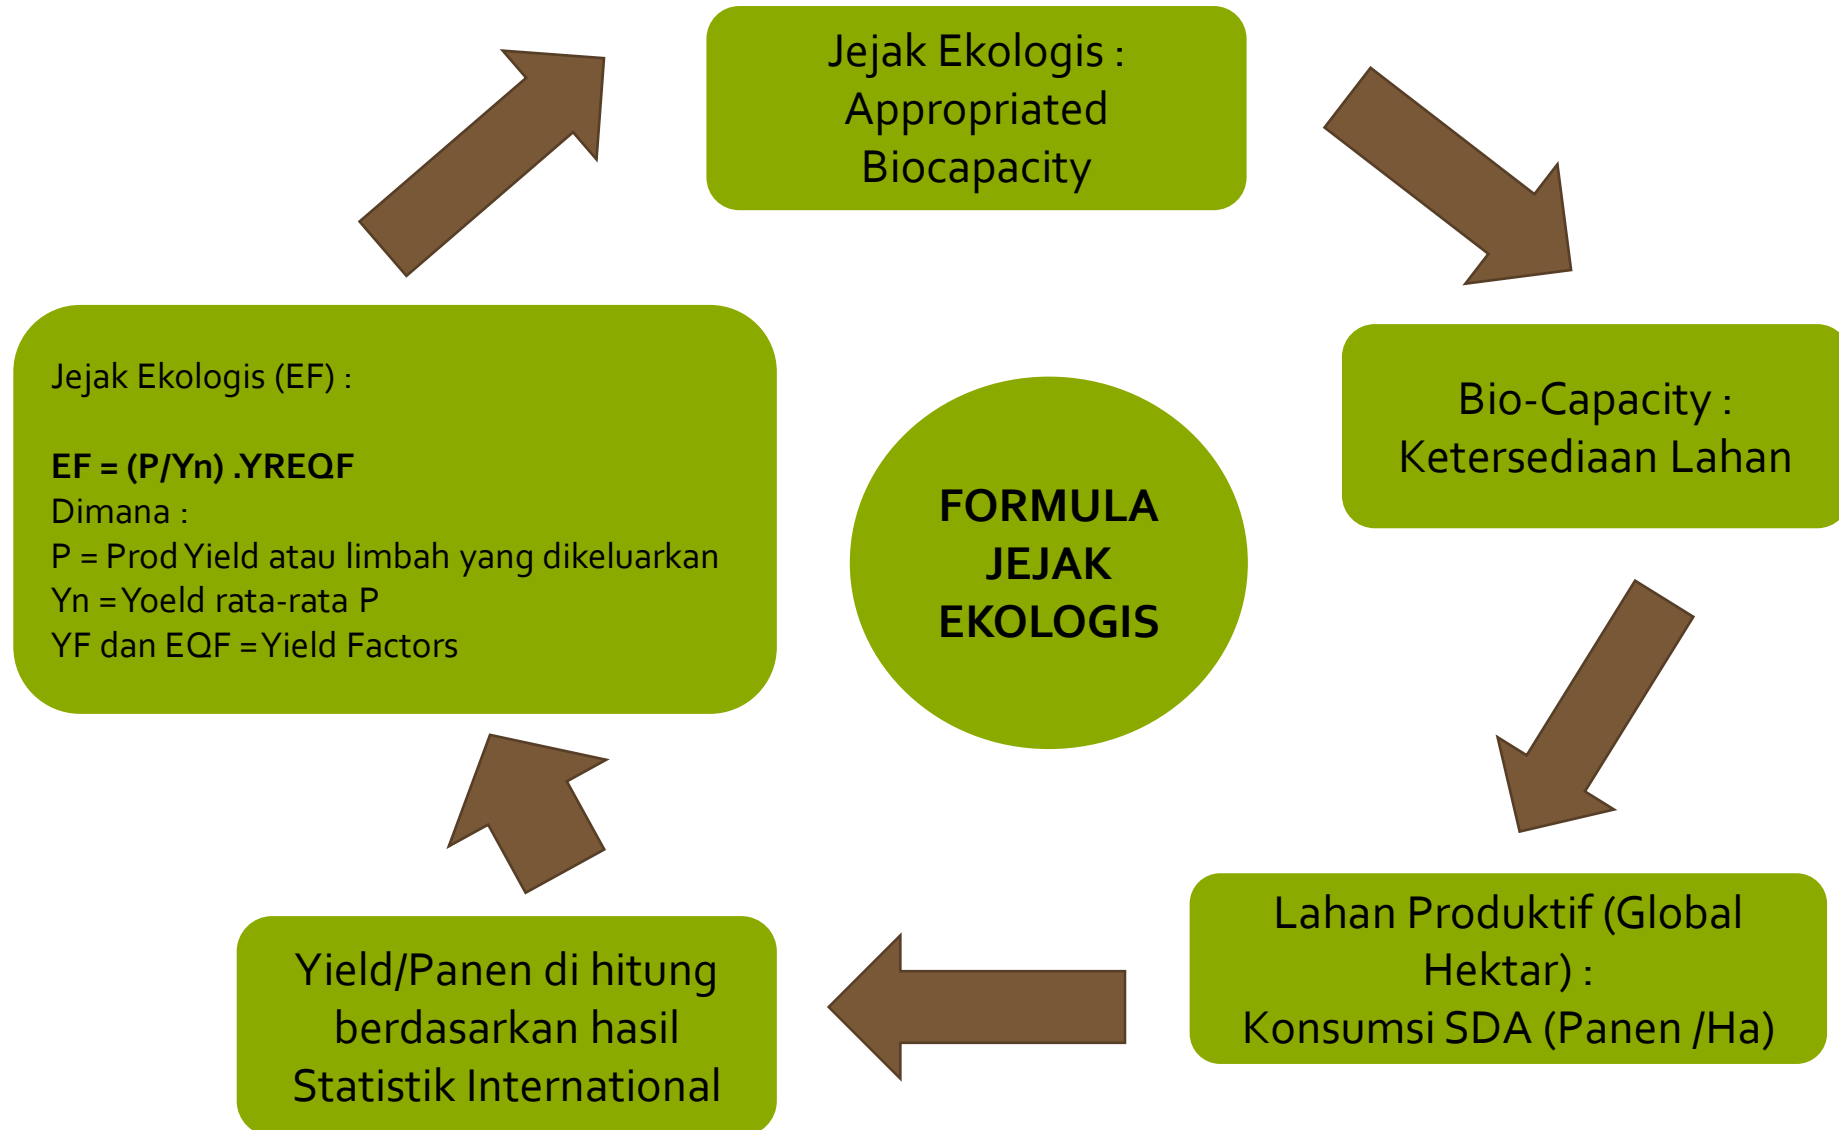 Jejak Ekologis :
Appropriated
Biocapacity
Bio-Capacity :
Ketersediaan Lahan
Lahan Produktif (Global
Hektar) :
Konsumsi SDA (Panen /Ha)
Yield/Panen di hitung
berdasarkan hasil
Statistik International
Jejak Ekologis (EF) :
EF = (P/Yn) .YREQF
Dimana :
P = Prod Yield atau limbah yang dikeluarkan
Yn = Yoeld rata-rata P
YF dan EQF = Yield Factors
FORMULA
JEJAK
EKOLOGIS